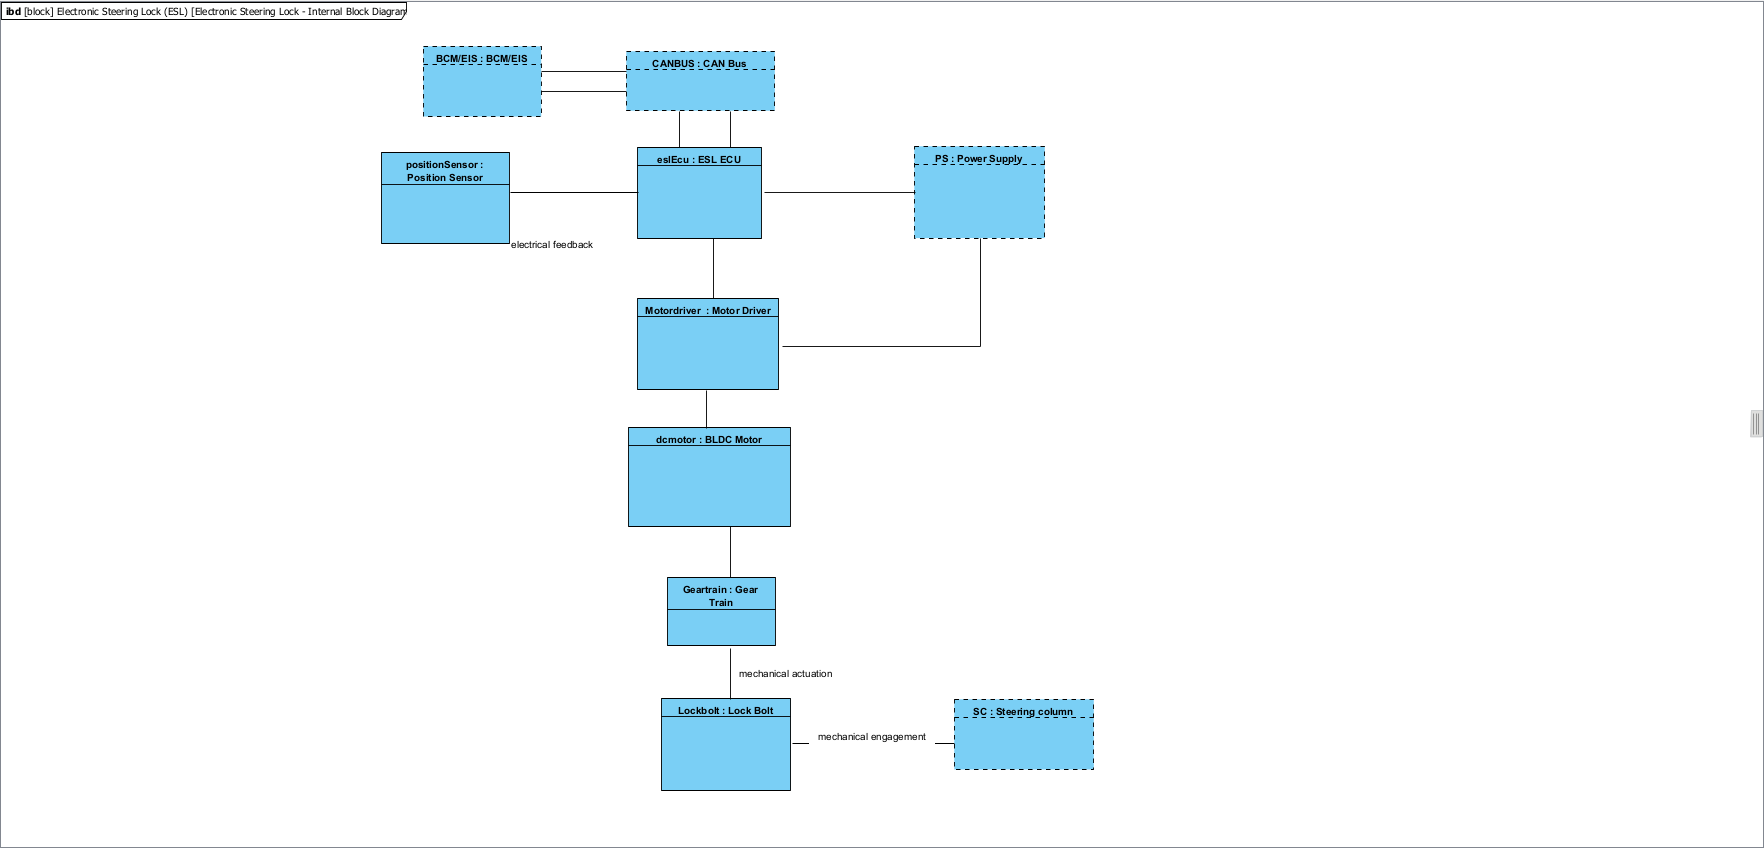 ibd [block] Electronic Steering Lock (ESL) [Electronic Steering Lock - Internal Block Diagram
BCM/EIS : BCM/EIS
CANBUS : CAN Bus
positionSensor :
Position Sensor
eslEcu : ESL ECU
PS : Power Supply
electrical feedback
Motordriver : Motor Driver
dcmotor : BLDC Motor
Geartrain : Gear
Train
mechanical actuation
Lockbolt : Lock Bolt
SC : Steering column
mechanical engagement